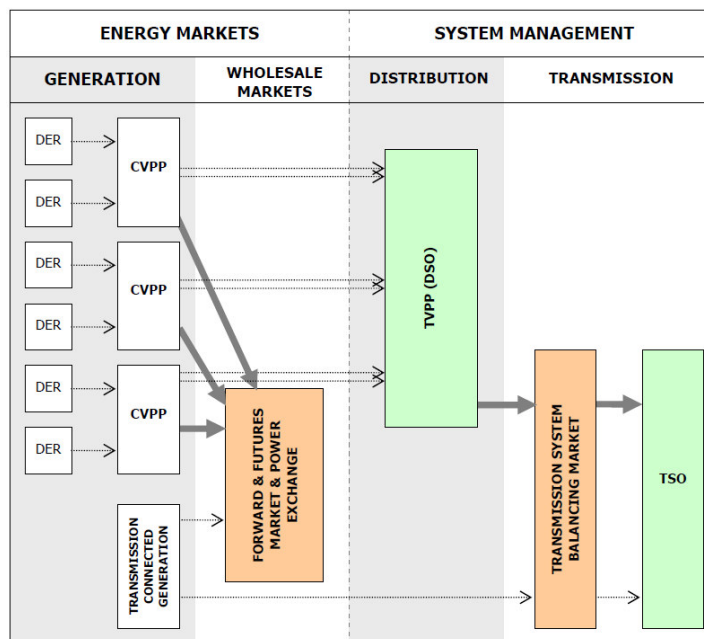 ENERGY MARKETS
SYSTEM MANAGEMENT
GENERATION
WHOLESALE
MARKETS
DISTRIBUTION
TRANSMISSION
DER
CVPP
DER
DER
CVPP
DER
DER
CVPP
DER
TRANSMISSION
CONNECTED
GENERATION
FORWARD & FUTURES
MARKET & POWER
EXCHANGE
TVPP (DSO)
TRANSMISSION SYSTEM
BALANCING MARKET
TSO